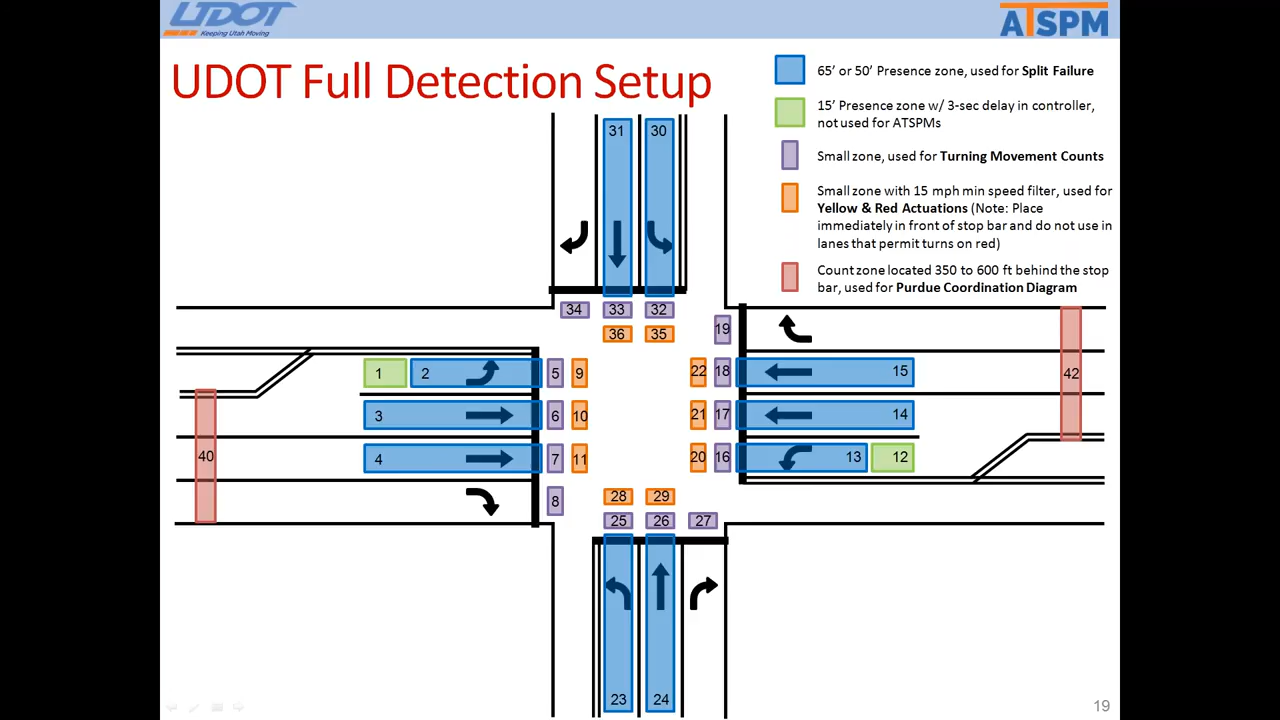 UDOT
Keeping Utah Moving
ATSPM
UDOT Full Detection Setup
65’ or 50’ Presence zone, used for Split Failure
15’ Presence zone w/ 3-sec delay in controller,
not used for ATSPMs
Small zone, used for Turning Movement Counts
Small zone with 15 mph min speed filter, used for
Yellow & Red Actuations (Note: Place
immediately in front of stop bar and do not use in
lanes that permit turns on red)
Count zone located 350 to 600 ft behind the stop
bar, used for Purdue Coordination Diagram
31 30
34 33 32
36 35
19
1 2 5 9 22 18 15 42
3 6 10 21 17 14
40 4 7 11 20 16 13 12
8
28 29
25 26 27
23 24
19